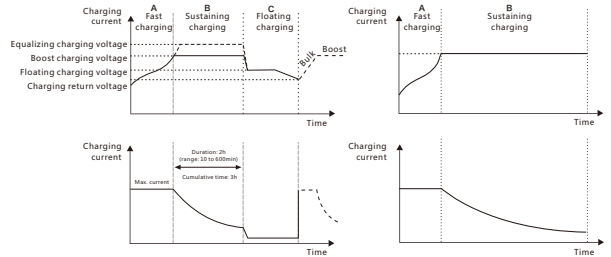 Charging
current
A
Fast
charging
B
Sustaining
charging
C
Floating
charging
Equalizing charging voltage
Boost charging voltage
Floating charging voltage
Charging return voltage
Bulk
Boost
Time
Charging
current
A
Fast
charging
B
Sustaining
charging
Time
Charging
current
Duration: 2h
(range: 10 to 600min)
Cumulative time: 3h
Max. current
Time
Charging
current
Time